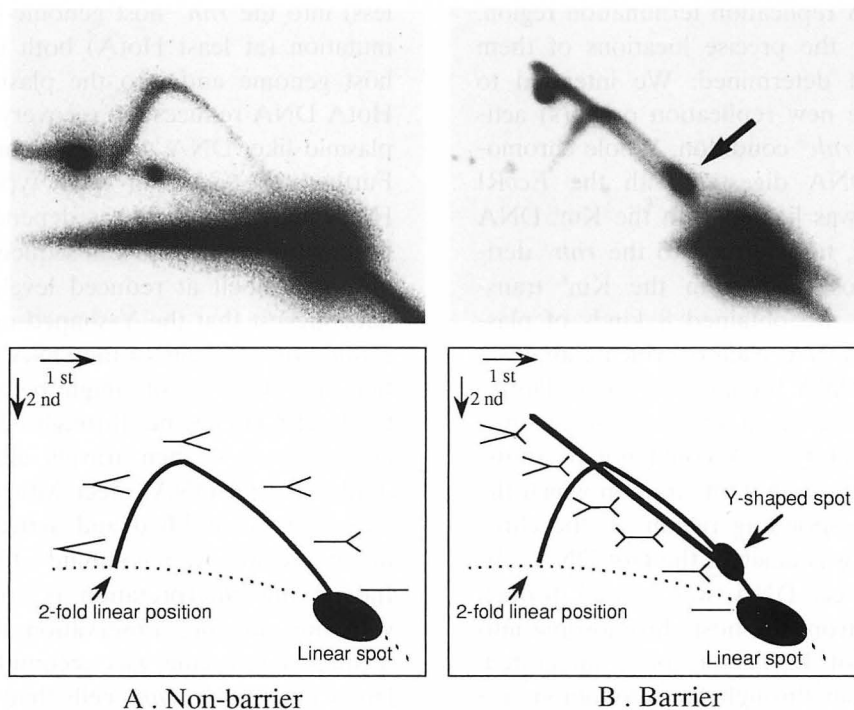 1 st
2 nd
2-fold linear position
Linear spot
A . Non-barrier
1 st
2 nd
Y-shaped spot
2-fold linear position
Linear spot
B . Barrier